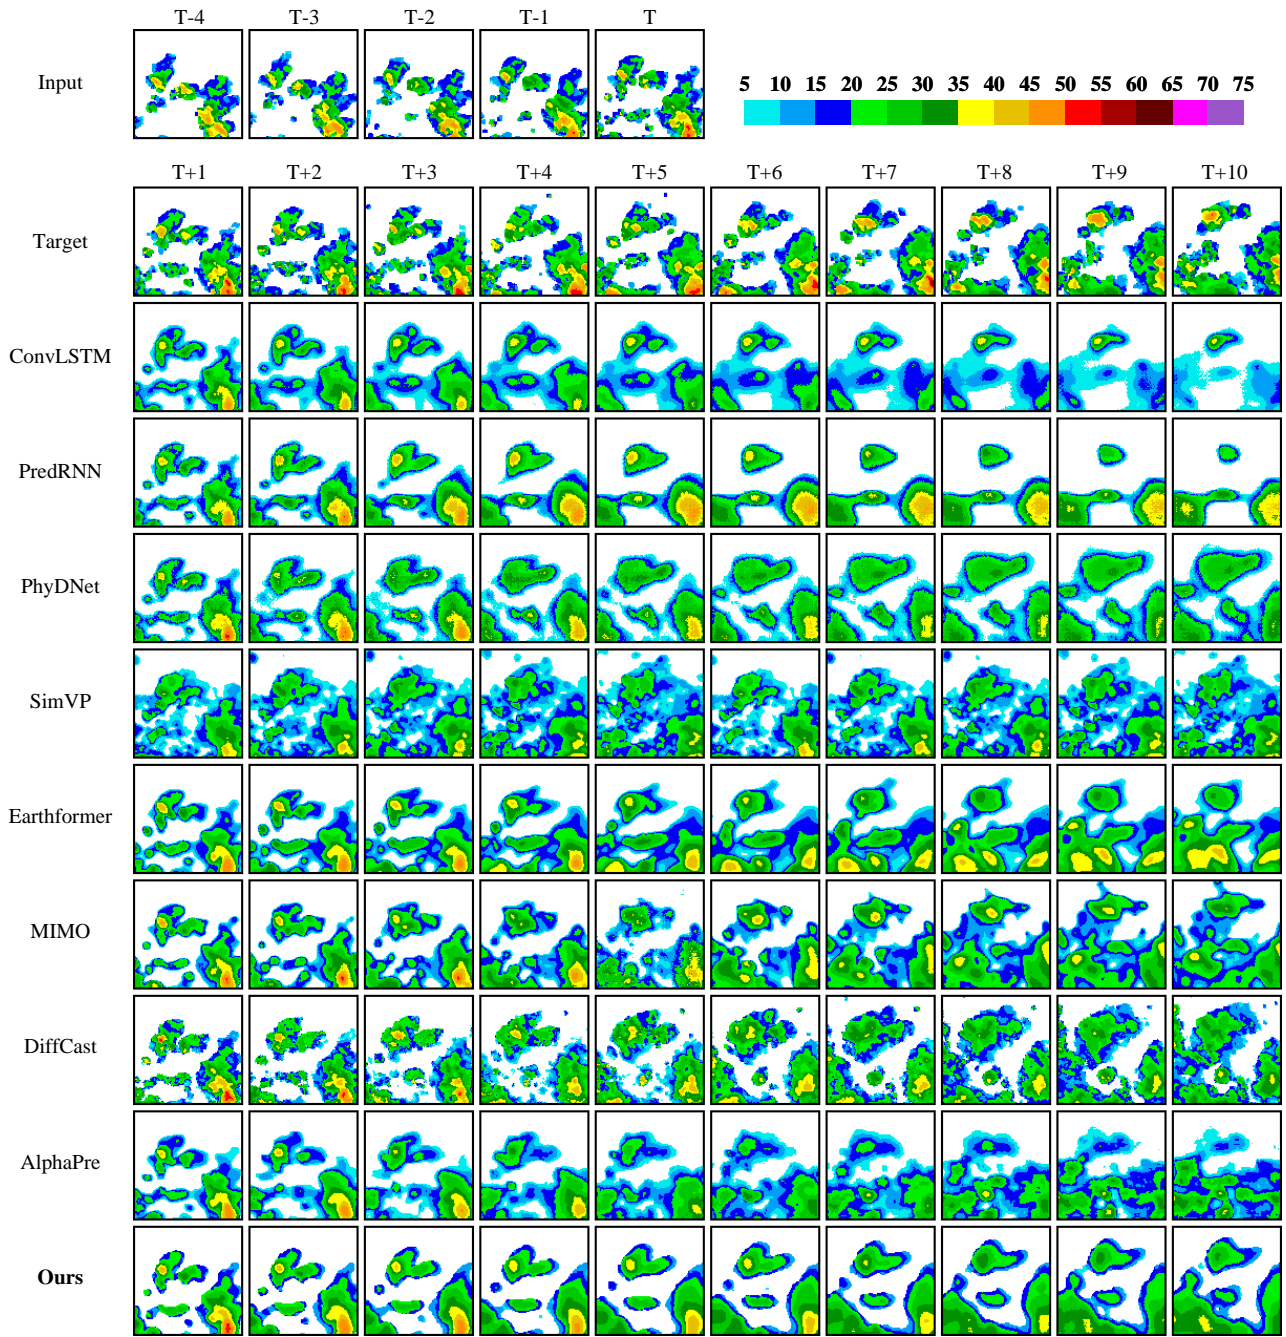 T-4 T-3 T-2 T-1 T
Input
5 10 15 20 25 30 35 40 45 50 55 60 65 70 75
T+1 T+2 T+3 T+4 T+5 T+6 T+7 T+8 T+9 T+10
Target
ConvLSTM
PredRNN
PhyDNet
SimVP
Earthformer
MIMO
DiffCast
AlphaPre
Ours